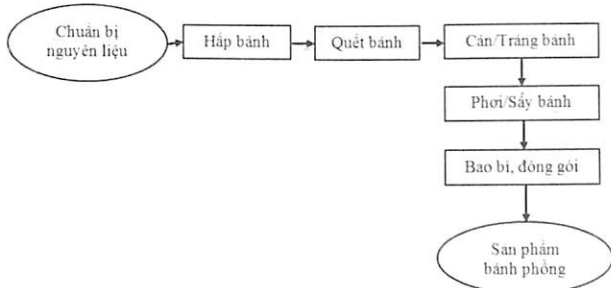 Chuẩn bị
nguyên liệu
Hấp bánh
Quết bánh
Cán/Tráng bánh
Phơi/Sấy bánh
Bao bì, đóng gói
Sản phẩm
bánh phồng